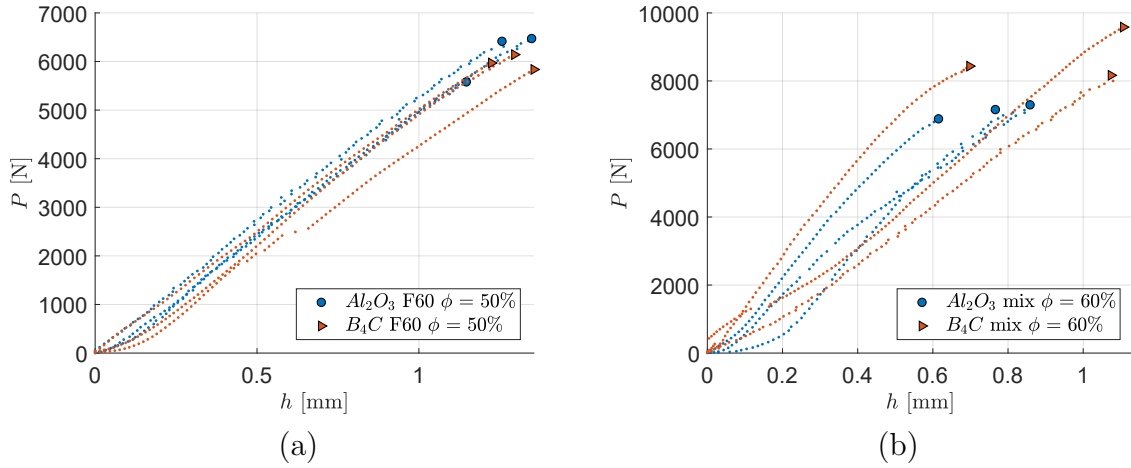 7000
6000
5000
4000
3000
2000
1000
0
P [N]
0 0.5 1
h [mm]
Al₂O₃ F60 ϕ = 50%
B₄C F60 ϕ = 50%
(a)
10000
8000
6000
4000
2000
0
P [N]
0 0.2 0.4 0.6 0.8 1
h [mm]
Al₂O₃ mix ϕ = 60%
B₄C mix ϕ = 60%
(b)